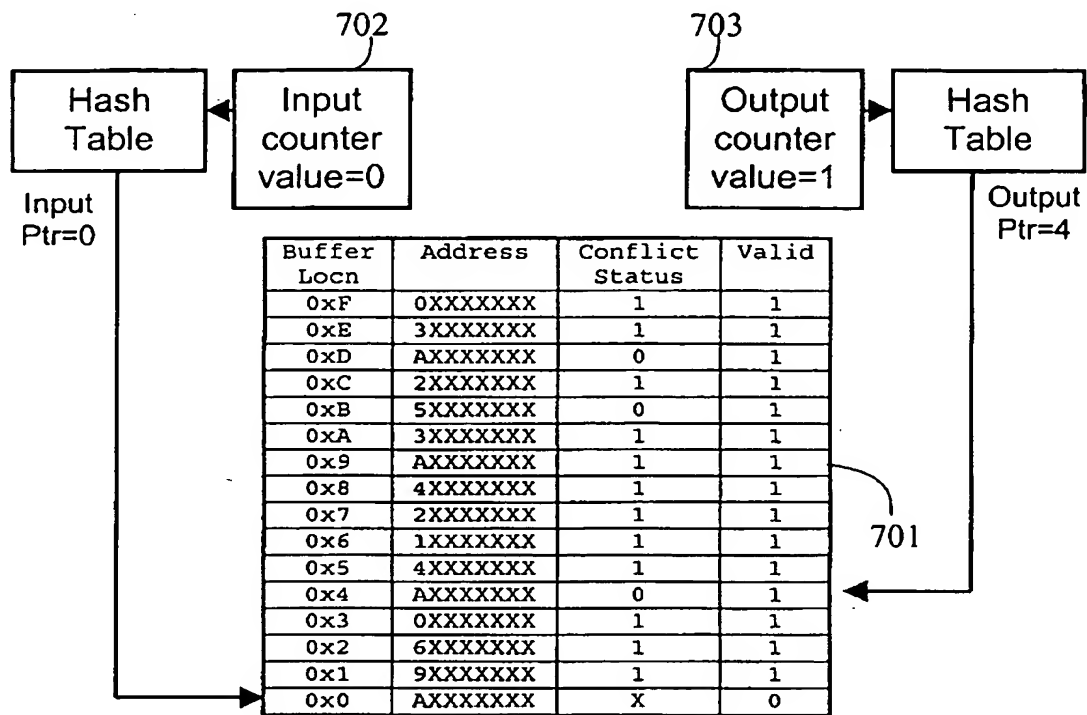 702
703
Hash
Table
Input
counter
value=0
Output
counter
value=1
Hash
Table
Input
Ptr=0
Output
Ptr=4
Buffer Locn Address Conflict Status Valid
0xF 0XXXXXXX 1 1
0xE 3XXXXXXX 1 1
0xD AXXXXXXX 0 1
0xC 2XXXXXXX 1 1
0xB 5XXXXXXX 0 1
0xA 3XXXXXXX 1 1
0x9 AXXXXXXX 1 1
0x8 4XXXXXXX 1 1
0x7 2XXXXXXX 1 1
0x6 1XXXXXXX 1 1
0x5 4XXXXXXX 1 1
0x4 AXXXXXXX 0 1
0x3 0XXXXXXX 1 1
0x2 6XXXXXXX 1 1
0x1 9XXXXXXX 1 1
0x0 AXXXXXXX X 0
701